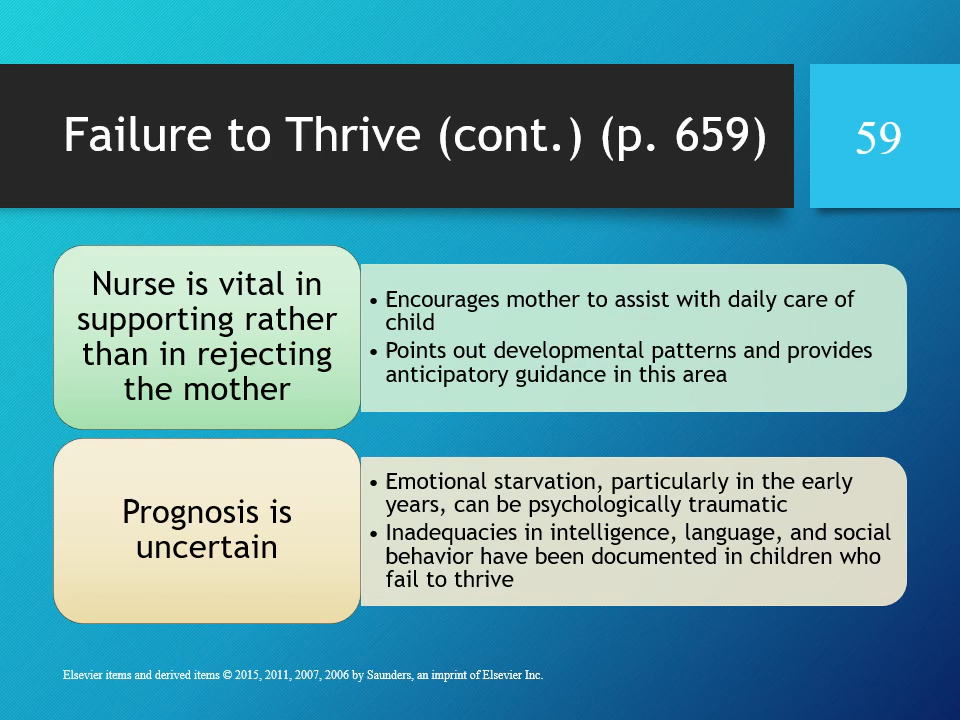 Failure to Thrive (cont.) (p. 659)
59
Nurse is vital in
supporting rather
than in rejecting
the mother
• Encourages mother to assist with daily care of
child
• Points out developmental patterns and provides
anticipatory guidance in this area
Prognosis is
uncertain
• Emotional starvation, particularly in the early
years, can be psychologically traumatic
• Inadequacies in intelligence, language, and social
behavior have been documented in children who
fail to thrive
Elsevier items and derived items © 2015, 2011, 2007, 2006 by Saunders, an imprint of Elsevier Inc.